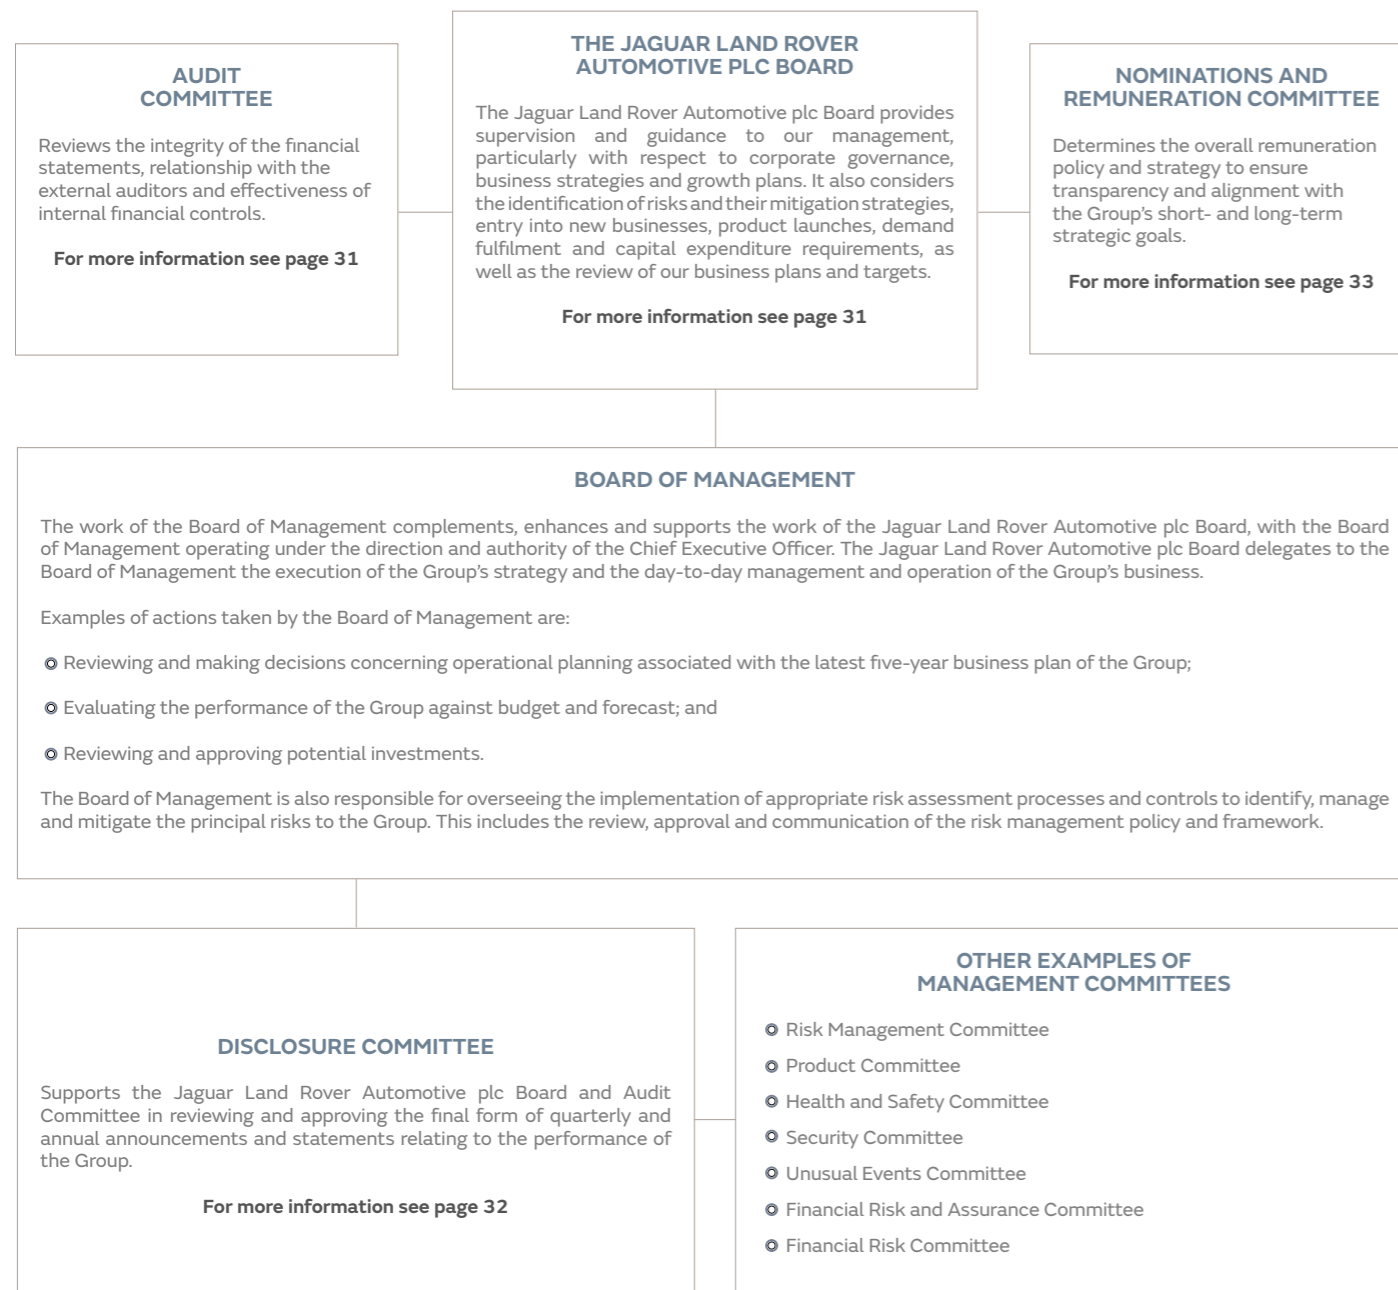 AUDIT
COMMITTEE
Reviews the integrity of the financial
statements, relationship with the
external auditors and effectiveness of
internal financial controls.
For more information see page 31
THE JAGUAR LAND ROVER
AUTOMOTIVE PLC BOARD
The Jaguar Land Rover Automotive plc Board provides
supervision and guidance to our management,
particularly with respect to corporate governance,
business strategies and growth plans. It also considers
the identification of risks and their mitigation strategies,
entry into new businesses, product launches, demand
fulfilment and capital expenditure requirements, as
well as the review of our business plans and targets.
For more information see page 31
NOMINATIONS AND
REMUNERATION COMMITTEE
Determines the overall remuneration
policy and strategy to ensure
transparency and alignment with
the Group's short- and long-term
strategic goals.
For more information see page 33
BOARD OF MANAGEMENT
The work of the Board of Management complements, enhances and supports the work of the Jaguar Land Rover Automotive plc Board, with the Board
of Management operating under the direction and authority of the Chief Executive Officer. The Jaguar Land Rover Automotive plc Board delegates to the
Board of Management the execution of the Group's strategy and the day-to-day management and operation of the Group's business.
Examples of actions taken by the Board of Management are:
Reviewing and making decisions concerning operational planning associated with the latest five-year business plan of the Group;
Evaluating the performance of the Group against budget and forecast; and
Reviewing and approving potential investments.
The Board of Management is also responsible for overseeing the implementation of appropriate risk assessment processes and controls to identify, manage
and mitigate the principal risks to the Group. This includes the review, approval and communication of the risk management policy and framework.
DISCLOSURE COMMITTEE
Supports the Jaguar Land Rover Automotive plc Board and Audit
Committee in reviewing and approving the final form of quarterly and
annual announcements and statements relating to the performance of
the Group.
For more information see page 32
OTHER EXAMPLES OF
MANAGEMENT COMMITTEES
Risk Management Committee
Product Committee
Health and Safety Committee
Security Committee
Unusual Events Committee
Financial Risk and Assurance Committee
Financial Risk Committee